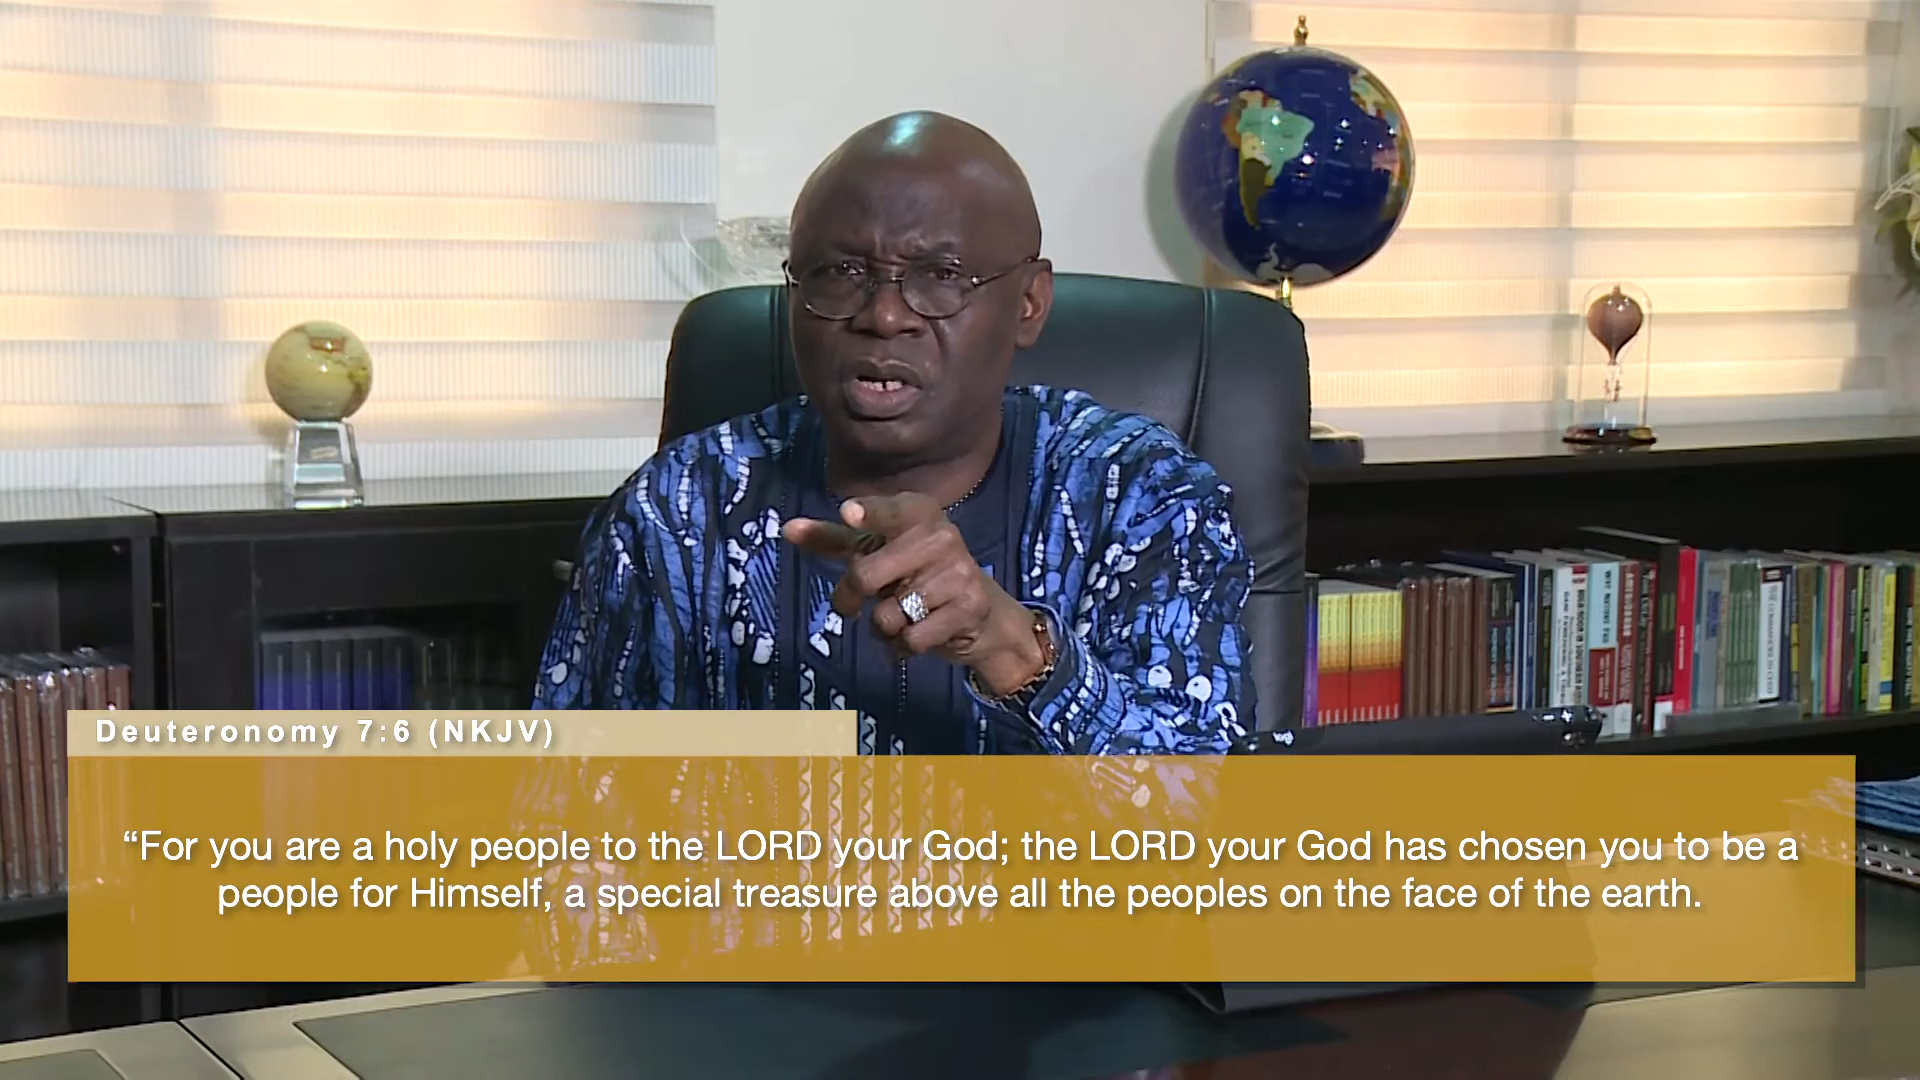 Deuteronomy 7:6 (NKJV)
“For you are a holy people to the LORD your God; the LORD your God has chosen you to be a
people for Himself, a special treasure above all the peoples on the face of the earth.